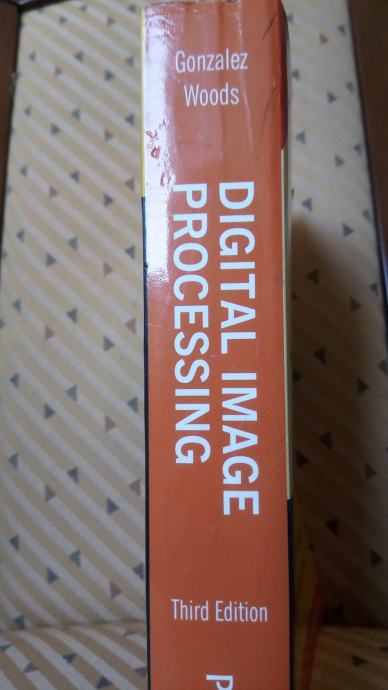 Gonzalez
Woods
DIGITAL IMAGE
PROCESSING
Third Edition
P